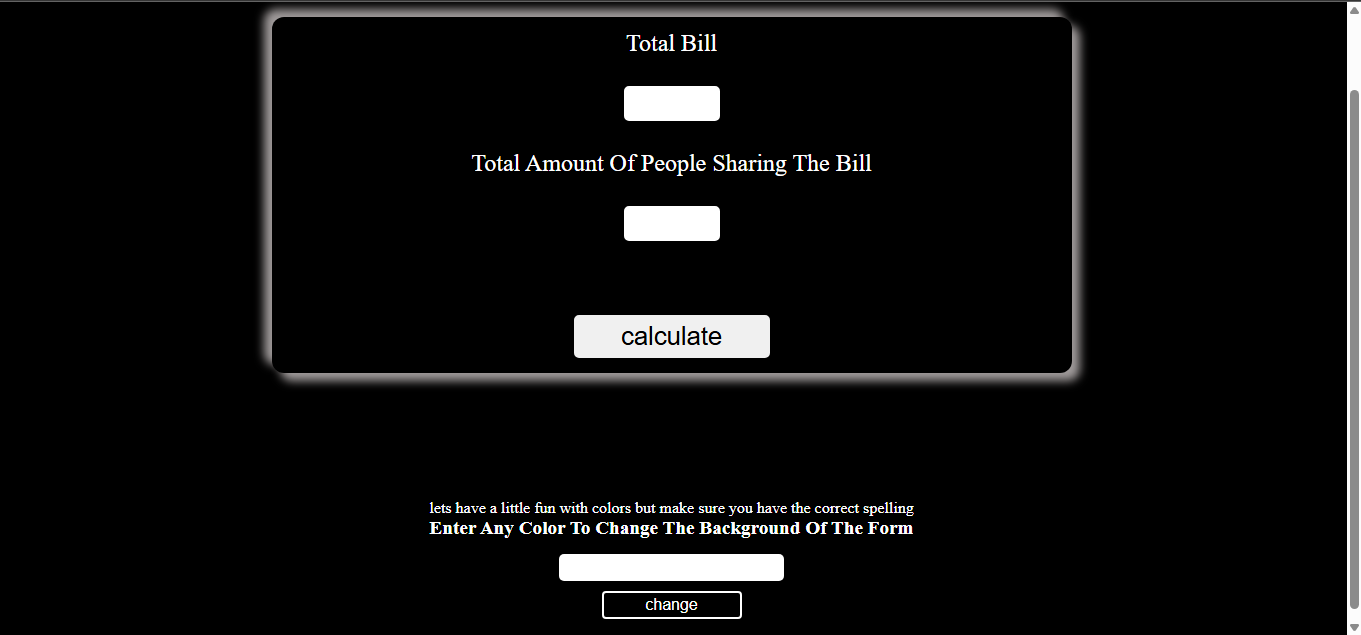 Total Bill
Total Amount Of People Sharing The Bill
calculate
lets have a little fun with colors but make sure you have the correct spelling
Enter Any Color To Change The Background Of The Form
change